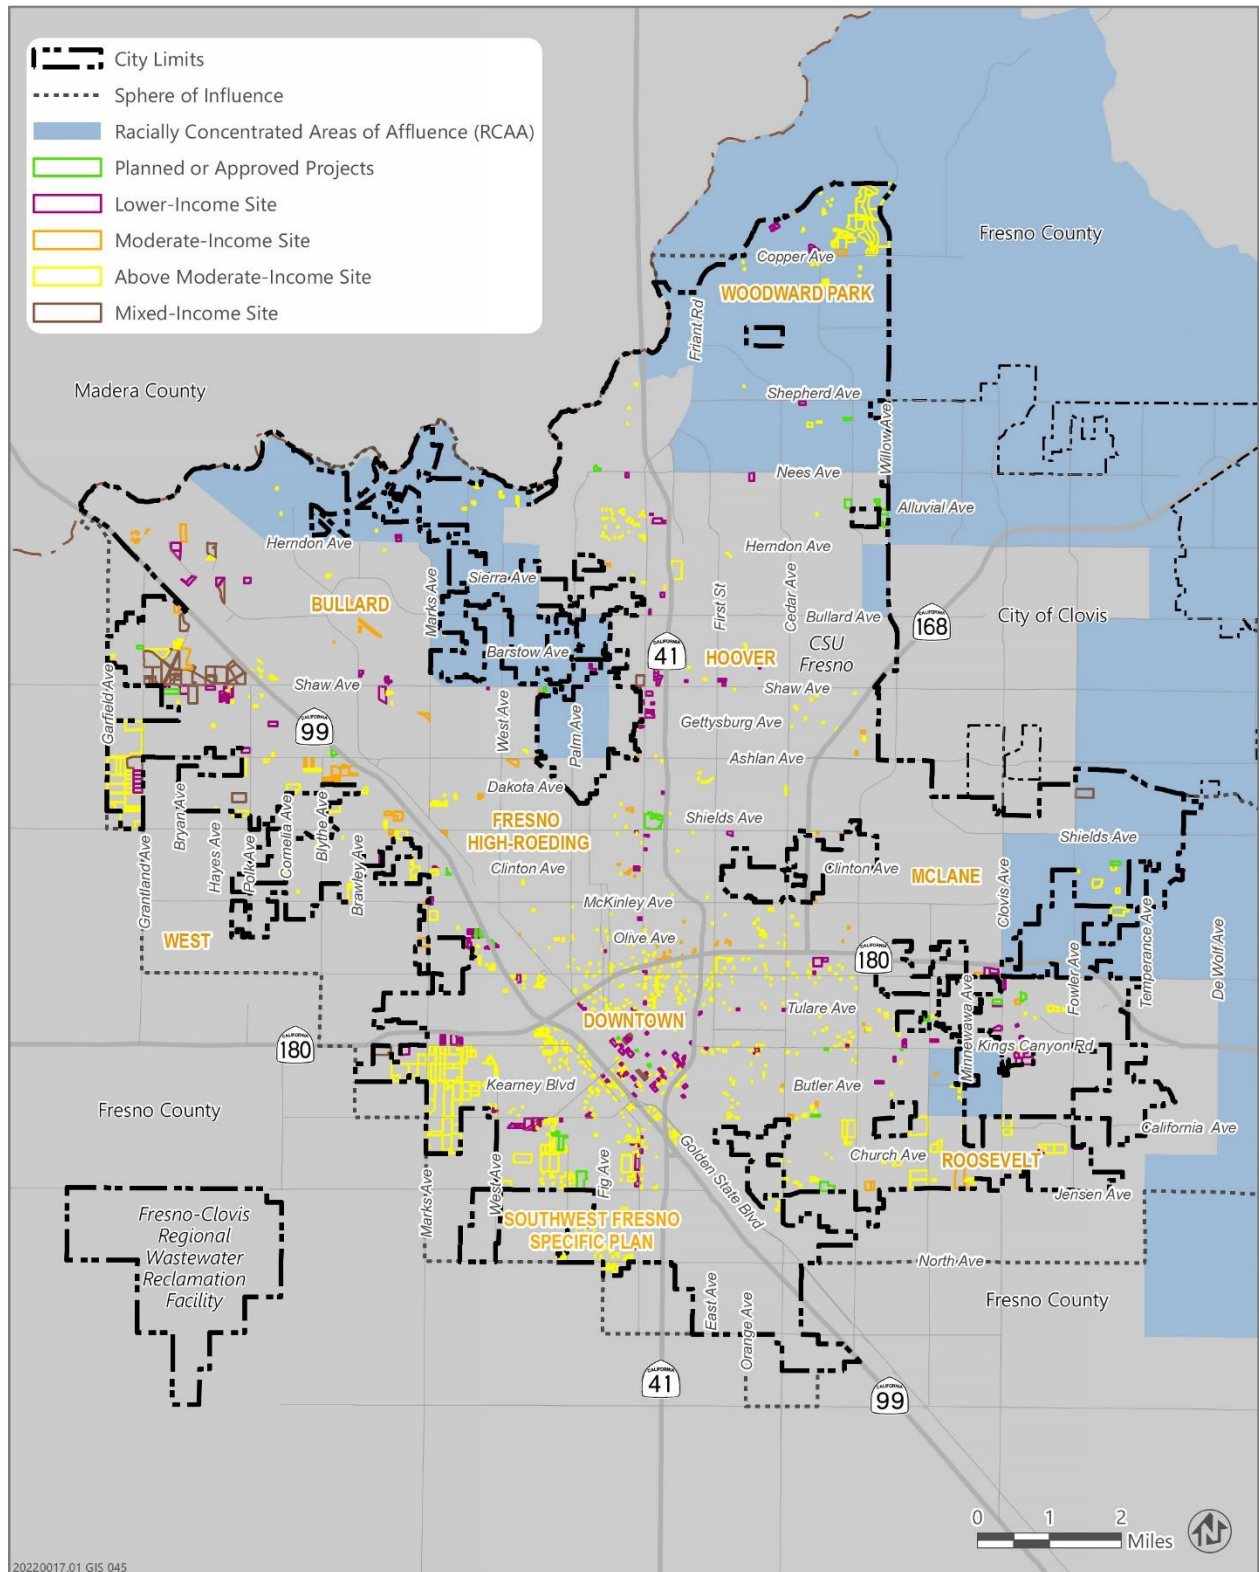 City Limits
Sphere of Influence
Racially Concentrated Areas of Affluence (RCAA)
Planned or Approved Projects
Lower-Income Site
Moderate-Income Site
Above Moderate-Income Site
Mixed-Income Site
Fresno County
Copper Ave
WOODWARD PARK
Friant Rd
Madera County
Shepherd Ave
Willow Ave
Nees Ave
Alluvial Ave
Herndon Ave
Herndon Ave
Sierra Ave
BULLARD
Marks Ave
First St
Cedar Ave
Bullard Ave
CALIFORNIA
168
City of Clovis
CSU
Fresno
Barstow Ave
CALIFORNIA
41
HOOVER
Garfield Ave
Shaw Ave
Shaw Ave
West Ave
Palm Ave
Gettysburg Ave
CALIFORNIA
99
Ashlan Ave
Dakota Ave
FRESNO
HIGH-ROEDING
Shields Ave
Shields Ave
Grantland Ave
Bryan Ave
Hayes Ave
Polk Ave
Cornelia Ave
Blythe Ave
Brawley Ave
Clinton Ave
Clinton Ave
MCLANE
Clovis Ave
McKinley Ave
WEST
Olive Ave
CALIFORNIA
180
Fowler Ave
Temperance Ave
DeWolf Ave
Minnewawa Ave
Tulare Ave
DOWNTOWN
CALIFORNIA
180
Kings Canyon Rd
Kearney Blvd
Butler Ave
Fresno County
California Ave
Church Ave
ROOSEVELT
Marks Ave
West Ave
Fig Ave
Golden State Blvd
Jensen Ave
SOUTHWEST FRESNO
SPECIFIC PLAN
Fresno-Clovis
Regional
Wastewater
Reclamation
Facility
North Ave
East Ave
Orange Ave
Fresno County
CALIFORNIA
41
CALIFORNIA
99
0 1 2
Miles
N
20220017.01 GIS 045